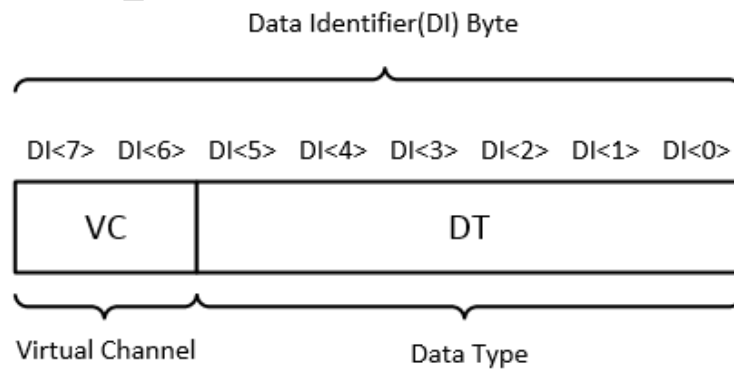 Data Identifier(DI) Byte
DI<7> DI<6> DI<5> DI<4> DI<3> DI<2> DI<1> DI<0>
VC DT
Virtual Channel Data Type